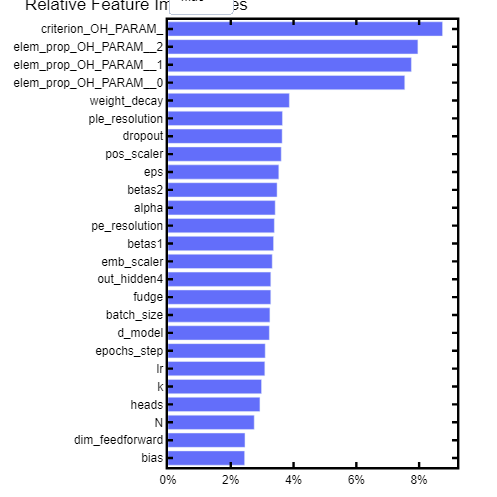 Relative Feature Im es
criterion_OH_PARAM_
elem_prop_OH_PARAM__2
elem_prop_OH_PARAM__1
elem_prop_OH_PARAM__0
weight_decay
ple_resolution
dropout
pos_scaler
eps
betas2
alpha
pe_resolution
betas1
emb_scaler
out_hidden4
fudge
batch_size
d_model
epochs_step
lr
k
heads
N
dim_feedforward
bias
0% 2% 4% 6% 8%